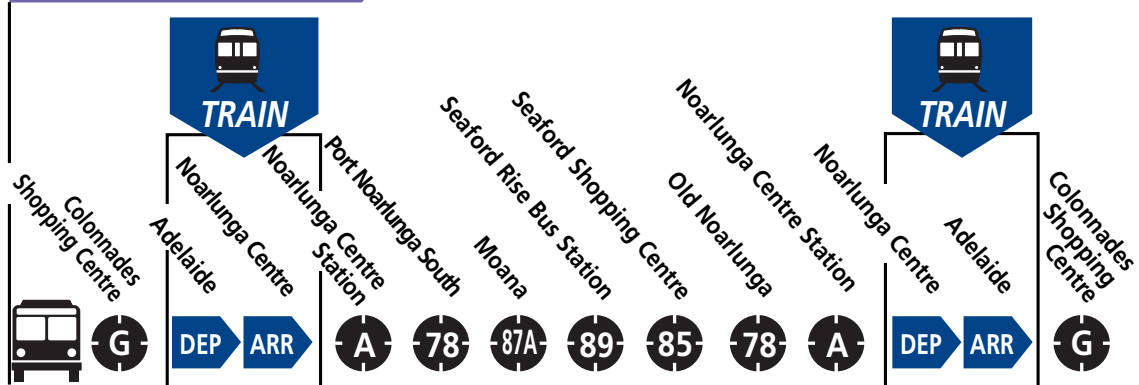 TRAIN
TRAIN
Colonnades
Shopping Centre
Adelaide
Noarlunga Centre
Noarlunga Centre
Station
Port Noarlunga South
Moana
Seaford Rise Bus Station
Seaford Shopping Centre
Old Noarlunga
Noarlunga Centre Station
Noarlunga Centre
Adelaide
Colonnades
Shopping
Centre
G DEP ARR A 78 87A 89 85 78 A DEP ARR G